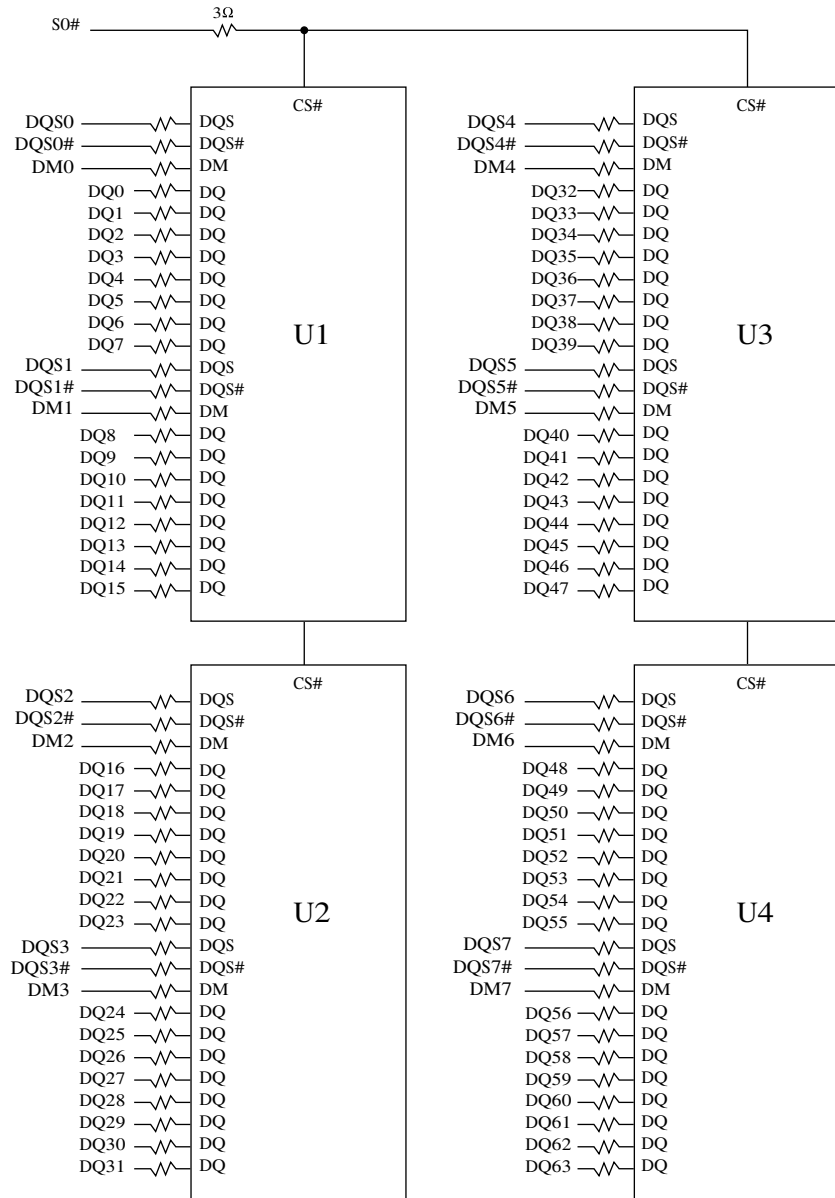 3Ω
S0#
CS#
DQS0 DQS
DQS0# DQS#
DM0 DM
DQ0 DQ
DQ1 DQ
DQ2 DQ
DQ3 DQ
DQ4 DQ
DQ5 DQ
DQ6 DQ
DQ7 DQ
U1
DQS1 DQS
DQS1# DQS#
DM1 DM
DQ8 DQ
DQ9 DQ
DQ10 DQ
DQ11 DQ
DQ12 DQ
DQ13 DQ
DQ14 DQ
DQ15 DQ
CS#
DQS4 DQS
DQS4# DQS#
DM4 DM
DQ32 DQ
DQ33 DQ
DQ34 DQ
DQ35 DQ
DQ36 DQ
DQ37 DQ
DQ38 DQ
DQ39 DQ
U3
DQS5 DQS
DQS5# DQS#
DM5 DM
DQ40 DQ
DQ41 DQ
DQ42 DQ
DQ43 DQ
DQ44 DQ
DQ45 DQ
DQ46 DQ
DQ47 DQ
CS#
DQS2 DQS
DQS2# DQS#
DM2 DM
DQ16 DQ
DQ17 DQ
DQ18 DQ
DQ19 DQ
DQ20 DQ
DQ21 DQ
DQ22 DQ
DQ23 DQ
U2
DQS3 DQS
DQS3# DQS#
DM3 DM
DQ24 DQ
DQ25 DQ
DQ26 DQ
DQ27 DQ
DQ28 DQ
DQ29 DQ
DQ30 DQ
DQ31 DQ
CS#
DQS6 DQS
DQS6# DQS#
DM6 DM
DQ48 DQ
DQ49 DQ
DQ50 DQ
DQ51 DQ
DQ52 DQ
DQ53 DQ
DQ54 DQ
DQ55 DQ
U4
DQS7 DQS
DQS7# DQS#
DM7 DM
DQ56 DQ
DQ57 DQ
DQ58 DQ
DQ59 DQ
DQ60 DQ
DQ61 DQ
DQ62 DQ
DQ63 DQ